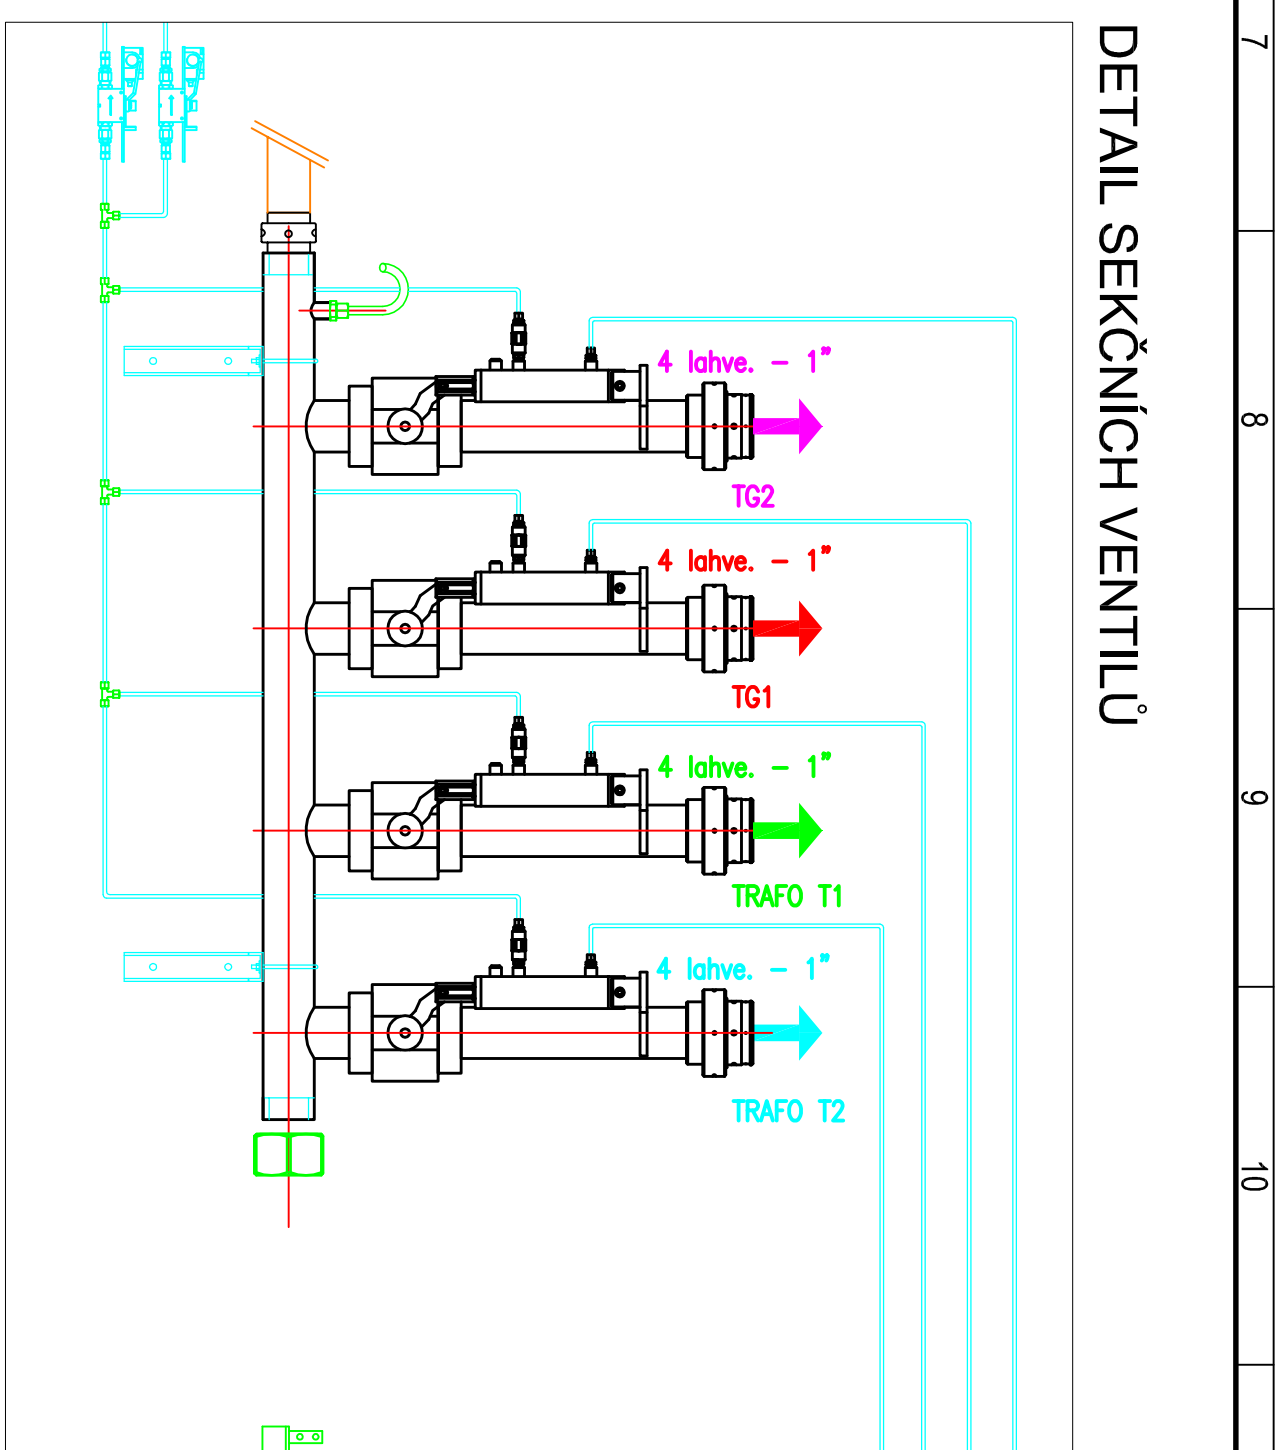 DETAIL SEKČNÍCH VENTILŮ
7
8
9
10
4 lahve. – 1”
TG2
4 lahve. – 1”
TG1
4 lahve. – 1”
TRAFO T1
4 lahve. – 1”
TRAFO T2